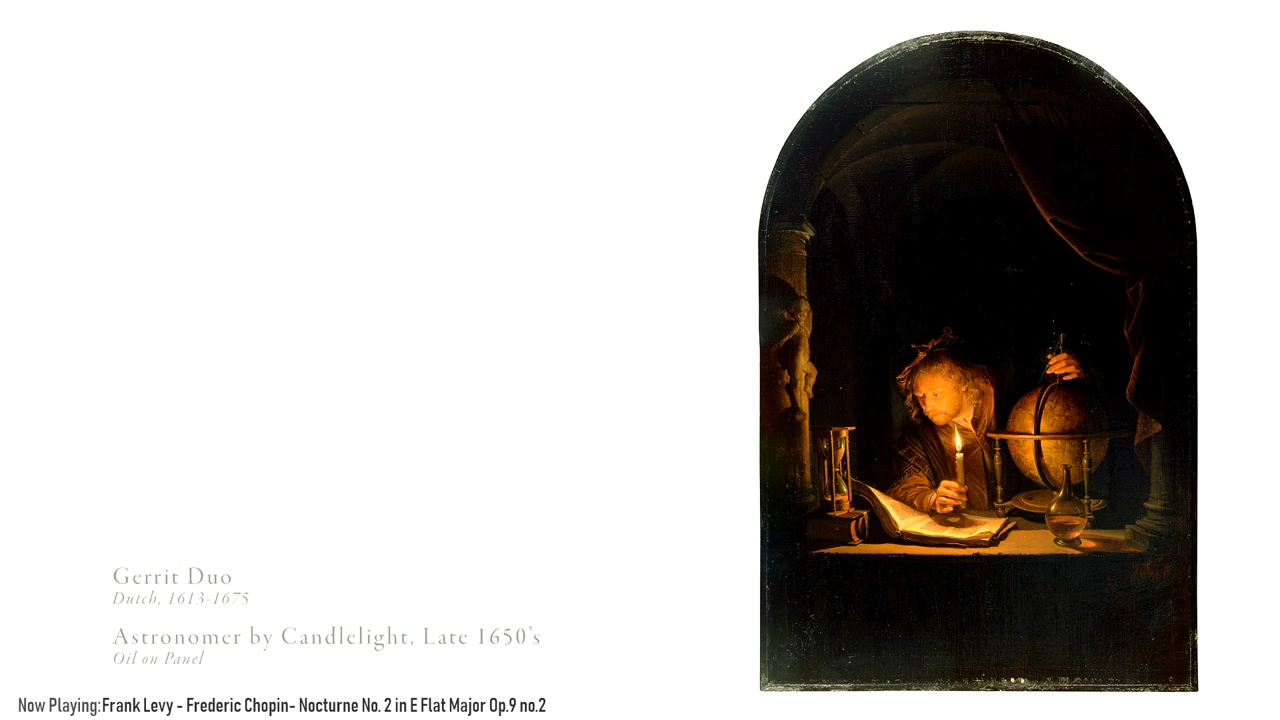 Gerrit Duo
Dutch, 1613-1675
Astronomer by Candlelight, Late 1650's
Oil on Panel
Now Playing:Frank Levy - Frederic Chopin- Nocturne No. 2 in E Flat Major Op.9 no.2